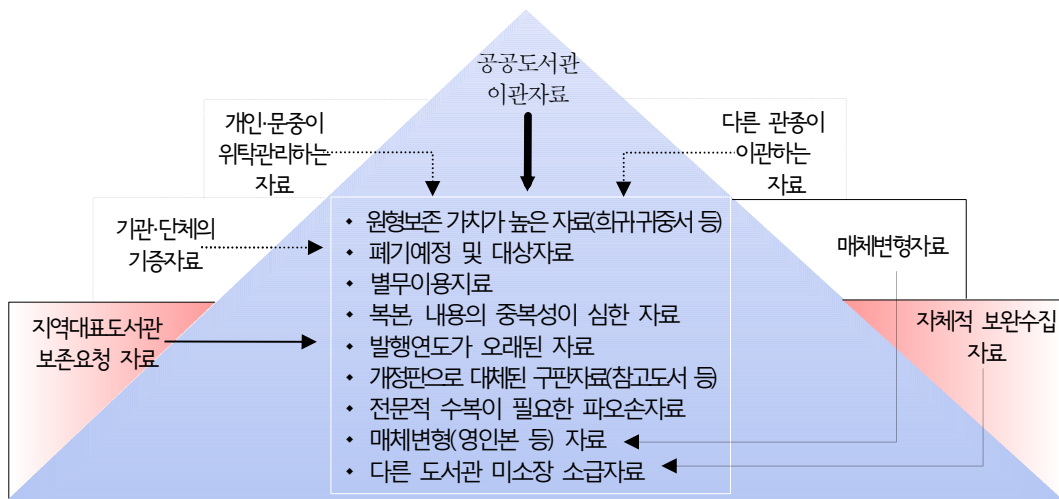 공공도서관
이관자료
개인·문중이
위탁관리하는
자료
다른 관종이
이관하는
자료
기관·단체의
기증자료
매체변형자료
지역대표도서관
보존요청 자료
자체적 보완수집
자료
• 원형보존 가치가 높은 자료(희귀·귀중서 등)
• 폐기예정 및 대상자료
• 별무이용지료
• 복본, 내용의 중복성이 심한 자료
• 발행연도가 오래된 자료
• 개정판으로 대체된 구판자료(참고도서 등)
• 전문적 수복이 필요한 파오손자료
• 매체변형(영인본 등) 자료
• 다른 도서관 미소장 소급자료